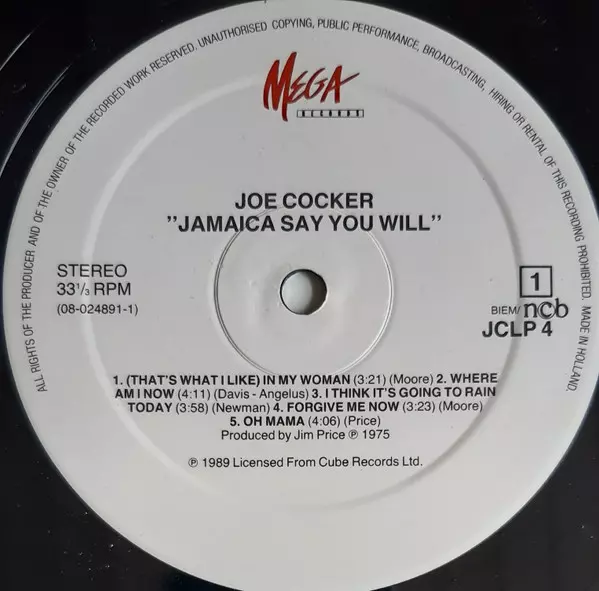 ALL RIGHTS OF THE PRODUCER AND OF THE OWNER OF THE RECORDED WORK RESERVED. UNAUTHORISED COPYING, PUBLIC PERFORMANCE, BROADCASTING, HIRING OR RENTAL OF THIS RECORDING PROHIBITED. MADE IN HOLLAND.
MEGA
RECORDS
JOE COCKER
"JAMAICA SAY YOU WILL"
STEREO
33 1/3 RPM
(08-024891-1)
1
BIEM/ncb
JCLP 4
1. (THAT'S WHAT I LIKE) IN MY WOMAN (3:21) (Moore) 2. WHERE
AM I NOW (4:11) (Davis - Angelus) 3. I THINK IT'S GOING TO RAIN
TODAY (3:58) (Newman) 4. FORGIVE ME NOW (3:23) (Moore)
5. OH MAMA (4:06) (Price)
Produced by Jim Price ℗ 1975
℗ 1989 Licensed From Cube Records Ltd.